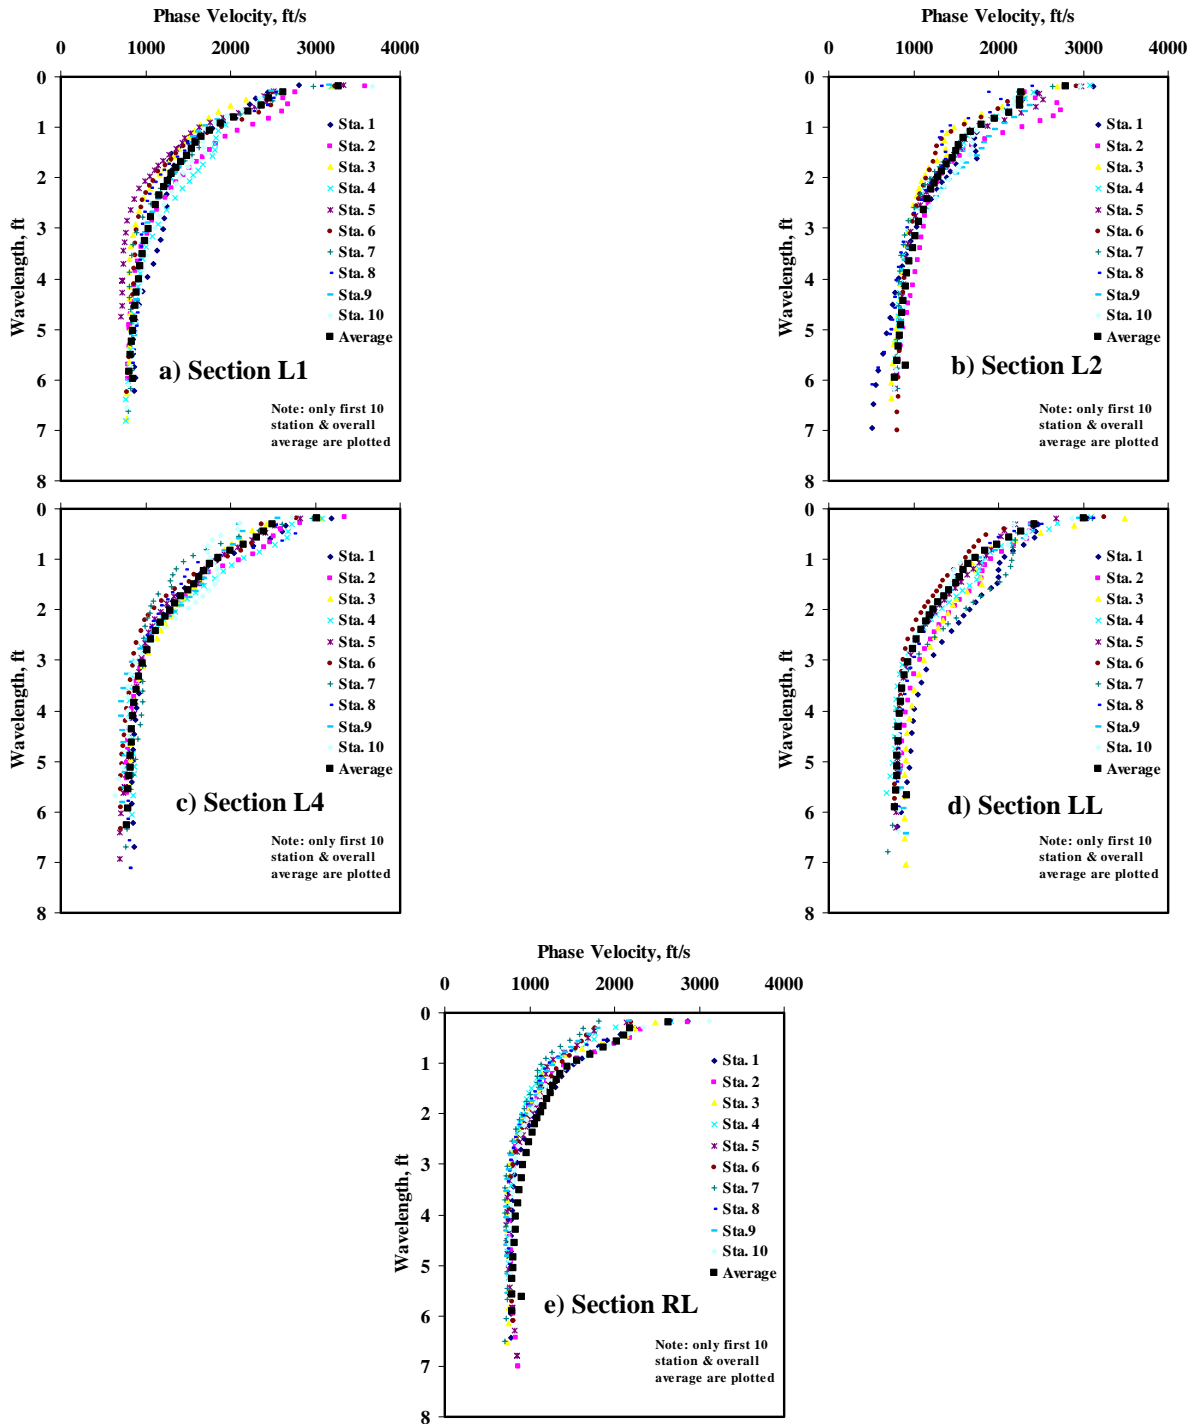 Phase Velocity, ft/s
0 1000 2000 3000 4000
0
1
2
3
4
5
6
7
8
Wavelength, ft
Sta. 1
Sta. 2
Sta. 3
Sta. 4
Sta. 5
Sta. 6
Sta. 7
Sta. 8
Sta.9
Sta. 10
Average
a) Section L1
Note: only first 10
station & overall
average are plotted
Phase Velocity, ft/s
0 1000 2000 3000 4000
0
1
2
3
4
5
6
7
8
Wavelength, ft
Sta. 1
Sta. 2
Sta. 3
Sta. 4
Sta. 5
Sta. 6
Sta. 7
Sta. 8
Sta.9
Sta. 10
Average
b) Section L2
Note: only first 10
station & overall
average are plotted
0
1
2
3
4
5
6
7
8
Wavelength, ft
Sta. 1
Sta. 2
Sta. 3
Sta. 4
Sta. 5
Sta. 6
Sta. 7
Sta. 8
Sta.9
Sta. 10
Average
c) Section L4
Note: only first 10
station & overall
average are plotted
0
1
2
3
4
5
6
7
8
Wavelength, ft
Sta. 1
Sta. 2
Sta. 3
Sta. 4
Sta. 5
Sta. 6
Sta. 7
Sta. 8
Sta.9
Sta. 10
Average
d) Section LL
Note: only first 10
station & overall
average are plotted
Phase Velocity, ft/s
0 1000 2000 3000 4000
0
1
2
3
4
5
6
7
8
Wavelength, ft
Sta. 1
Sta. 2
Sta. 3
Sta. 4
Sta. 5
Sta. 6
Sta. 7
Sta. 8
Sta.9
Sta. 10
Average
e) Section RL
Note: only first 10
station & overall
average are plotted